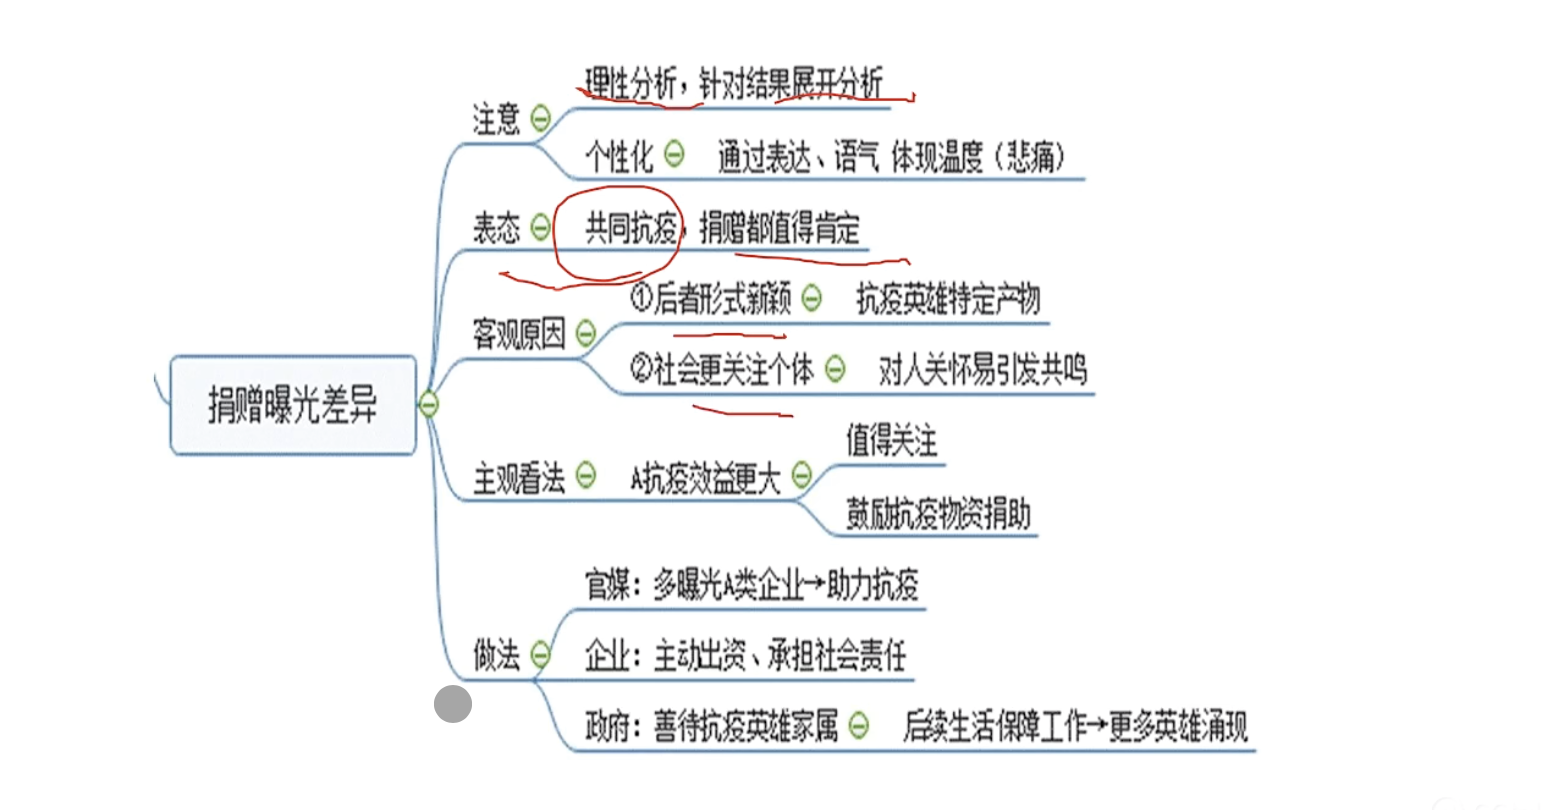 理性分析，针对结果展开分析
注意
个性化 通过表达、语气 体现温度（悲痛）
表态 共同抗疫，捐赠都值得肯定
①后者形式新颖 抗疫英雄特定产物
客观原因
②社会更关注个体 对人关怀易引发共鸣
捐赠曝光差异
值得关注
主观看法 A抗疫效益更大
鼓励抗疫物资捐助
官媒：多曝光A类企业→助力抗疫
做法 企业：主动出资、承担社会责任
政府：善待抗疫英雄家属 后续生活保障工作→更多英雄涌现